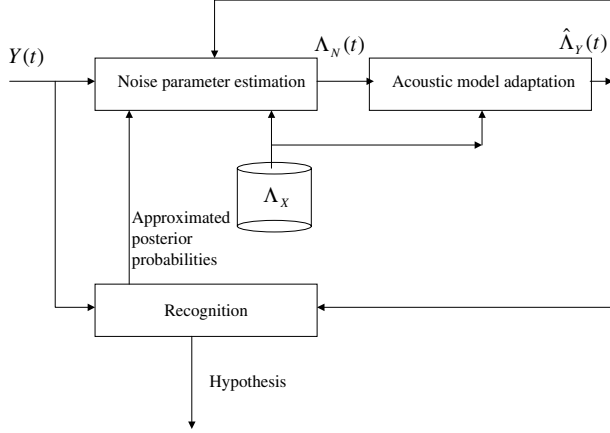 Y(t)
Λ_N(t)
Λ̂_Y(t)
Noise parameter estimation
Acoustic model adaptation
Λ_X
Approximated
posterior
probabilities
Recognition
Hypothesis